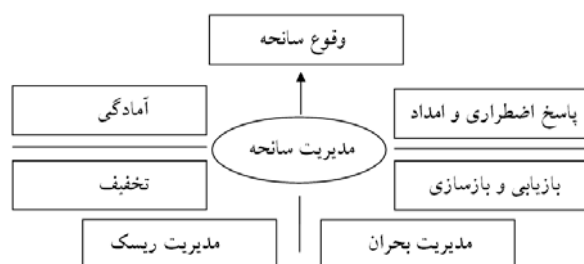 وقوع سانحه
پاسخ اضطراری و امداد
آمادگی
مدیریت سانحه
بازیابی و بازسازی
تخفیف
مدیریت بحران
مدیریت ریسک